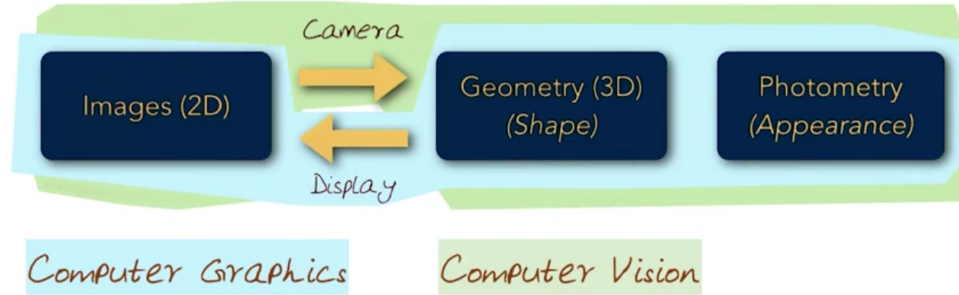 Camera
Images (2D)
Geometry (3D)
(Shape)
Photometry
(Appearance)
Display
Computer Graphics
Computer Vision